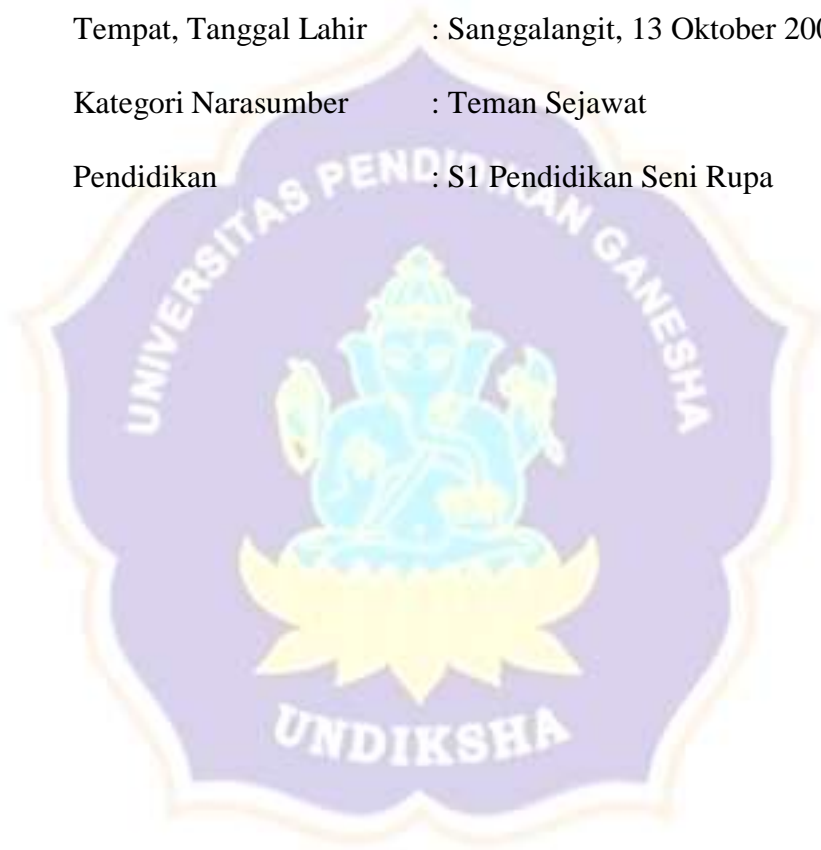 Tempat, Tanggal Lahir : Sanggalangit, 13 Oktober 200
Kategori Narasumber : Teman Sejawat
Pendidikan : S1 Pendidikan Seni Rupa
UNIVERSITAS PENDIDIKAN GANESHA
UNDIKSHA